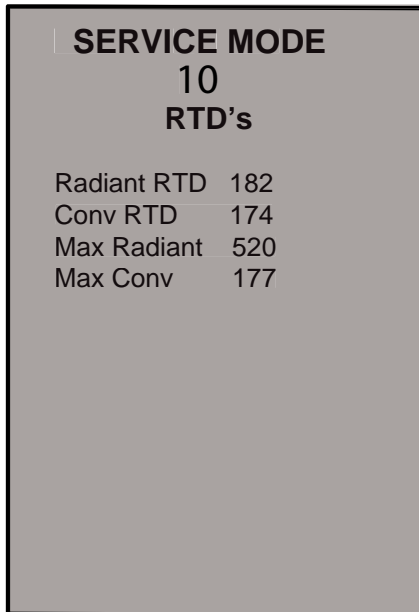 SERVICE MODE
10
RTD’s
Radiant RTD 182
Conv RTD 174
Max Radiant 520
Max Conv 177